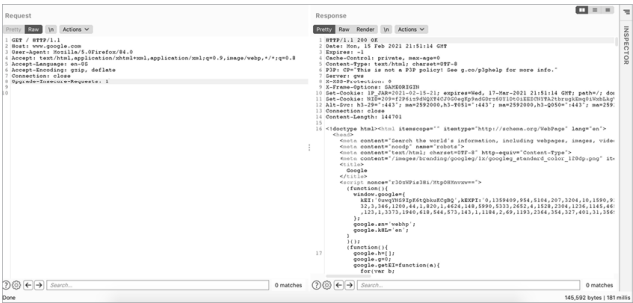 Request
Pretty Raw \n Actions
1 GET / HTTP/1.1
2 Host: www.google.com
3 User-Agent: Mozilla/5.0Firefox/84.0
4 Accept: text/html,application/xhtml+xml,application/xml;q=0.9,image/webp,*/*;q=0.8
5 Accept-Language: en-US
6 Accept-Encoding: gzip, deflate
7 Connection: close
8 Upgrade-Insecure-Requests: 1
9
10
Search...
0 matches
Done
Response
Pretty Raw Render \n Actions
1 HTTP/1.1 200 OK
2 Date: Mon, 15 Feb 2021 21:51:14 GMT
3 Expires: -1
4 Cache-Control: private, max-age=0
5 Content-Type: text/html; charset=UTF-8
6 P3P: CP="This is not a P3P policy! See g.co/p3phelp for more info."
7 Server: gws
8 X-XSS-Protection: 0
9 X-Frame-Options: SAMEORIGIN
10 Set-Cookie: 1P_JAR=2021-02-15-21; expires=Wed, 17-Mar-2021 21:51:14 GMT; path=/;
11 Set-Cookie:
12 Alt-Svc: h3-29=":443"; ma=2592000,h3-T051=":443"; ma=2592000,h3-Q050=":443";
13 Connection: close
14 Content-Length: 144701
<!doctype html><html itemscope="" itemtype="http://schema.org/WebPage" lang="en">
<head>
<meta content="Search the world's information, including webpages, images,
<meta content="noodp" name="robots">
<meta content="text/html; charset=UTF-8" http-equiv="Content-Type">
<meta content="/images/branding/googleg/1x/googleg_standard_color_128dp.png"
<title>
Google
</title>
<script
(function(){
window.google={
};
google.sn='webhp';
google.kHL='en';
}
)();
17 (function(){
google.h=[];
google.g=0;
google.getEI=function(a){
for(var b;
Search...
0 matches
145,592 bytes | 181 millis
INSPECTOR